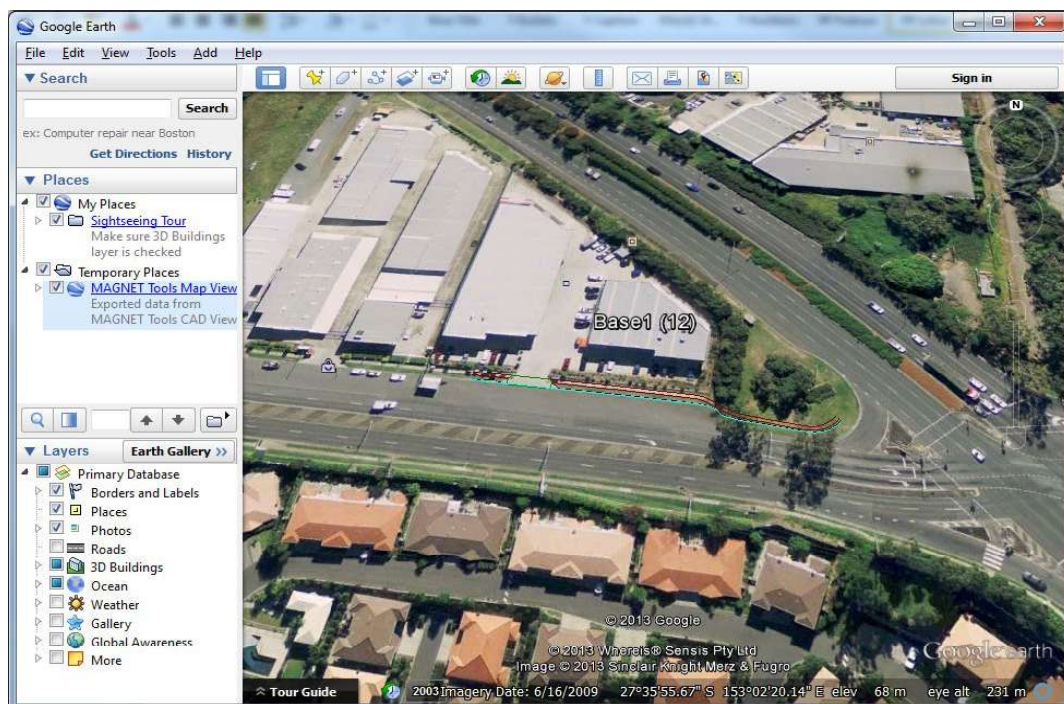 Google Earth
File Edit View Tools Add Help
Search
Search
ex: Computer repair near Boston
Get Directions History
Places
My Places
Sightseeing Tour
Make sure 3D Buildings
layer is checked
Temporary Places
MAGNET Tools Map View
Exported data from
MAGNET Tools CAD View
Layers
Earth Gallery >>
Primary Database
Borders and Labels
Places
Photos
Roads
3D Buildings
Ocean
Weather
Gallery
Global Awareness
More
Sign in
N
Base1 (12)
© 2013 Google
© 2013 Whereis® Sensis Pty Ltd
Image © 2013 Sinclair Knight Merz & Fugro
Google earth
Tour Guide
2003 Imagery Date: 6/16/2009 27°35'55.67" S 153°02'20.14" E elev 68 m eye alt 231 m